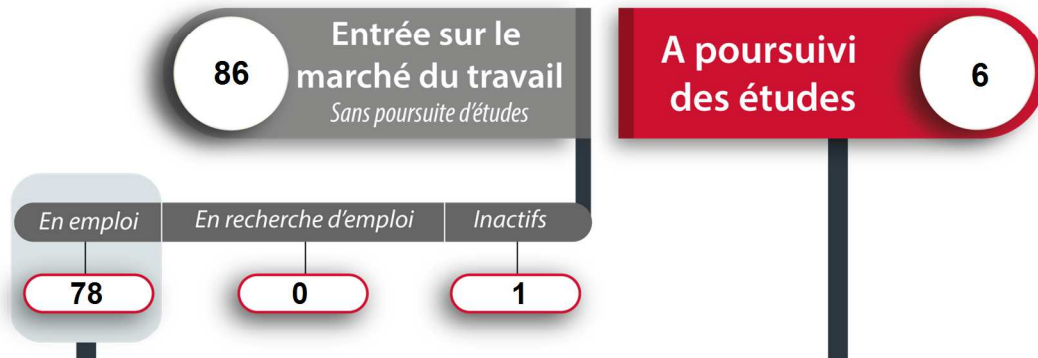 86
Entrée sur le
marché du travail
Sans poursuite d'études
A poursuivi
des études
6
En emploi
En recherche d'emploi
Inactifs
78
0
1